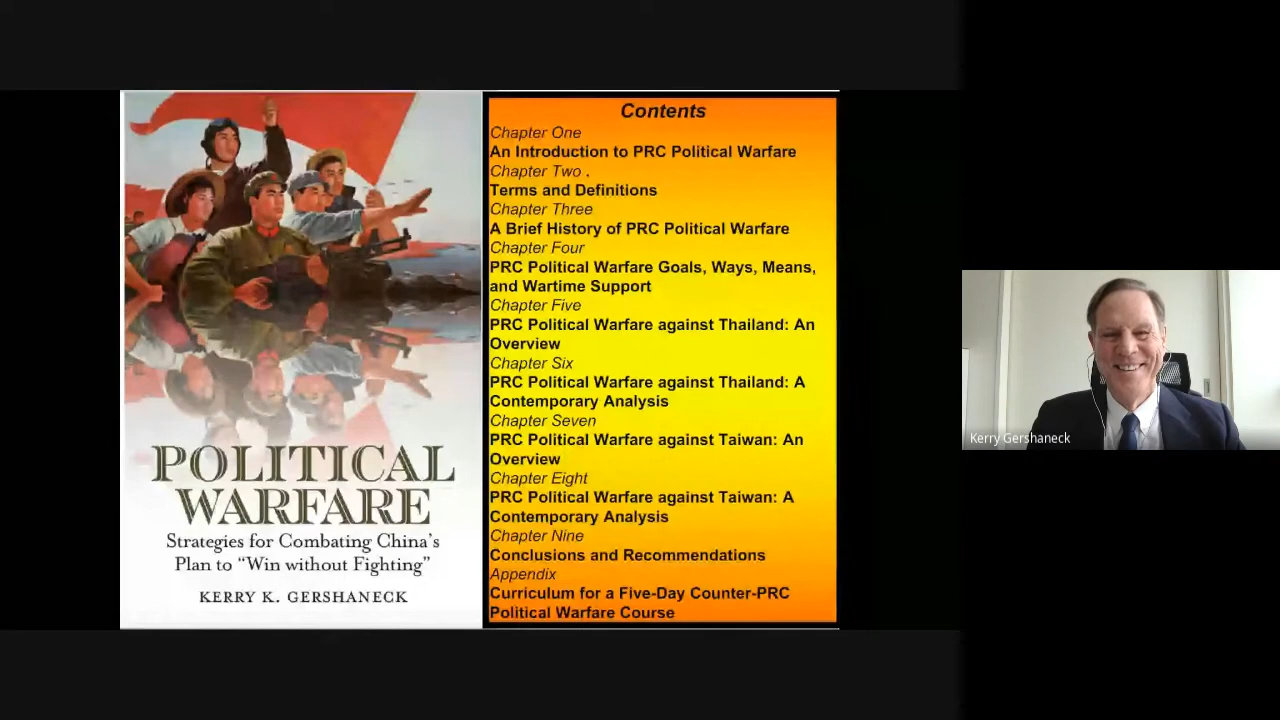 POLITICAL
WARFARE
Strategies for Combating China's
Plan to “Win without Fighting”
KERRY K. GERSHANECK
Contents
Chapter One
An Introduction to PRC Political Warfare
Chapter Two .
Terms and Definitions
Chapter Three
A Brief History of PRC Political Warfare
Chapter Four
PRC Political Warfare Goals, Ways, Means,
and Wartime Support
Chapter Five
PRC Political Warfare against Thailand: An
Overview
Chapter Six
PRC Political Warfare against Thailand: A
Contemporary Analysis
Chapter Seven
PRC Political Warfare against Taiwan: An
Overview
Chapter Eight
PRC Political Warfare against Taiwan: A
Contemporary Analysis
Chapter Nine
Conclusions and Recommendations
Appendix
Curriculum for a Five-Day Counter-PRC
Political Warfare Course
Kerry Gershaneck